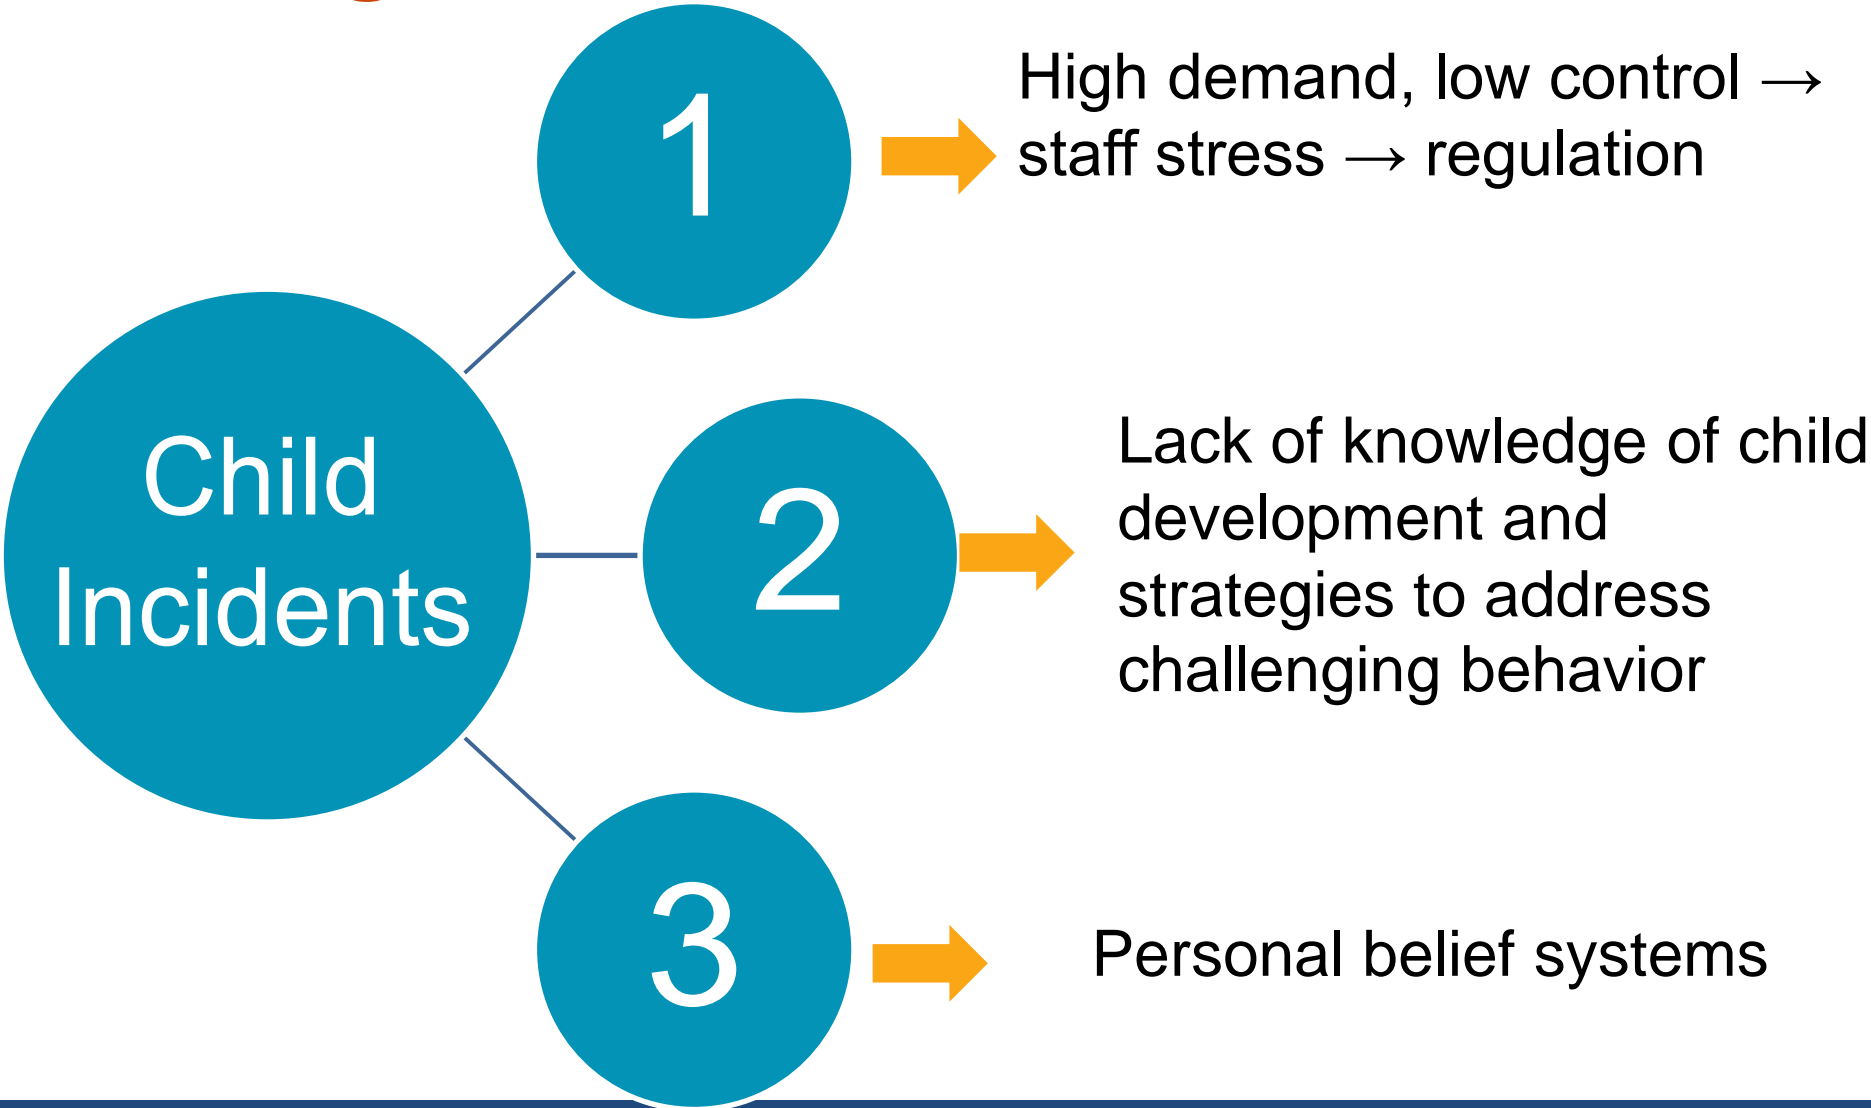 Child
Incidents
1
High demand, low control →
staff stress → regulation
2
Lack of knowledge of child
development and
strategies to address
challenging behavior
3
Personal belief systems